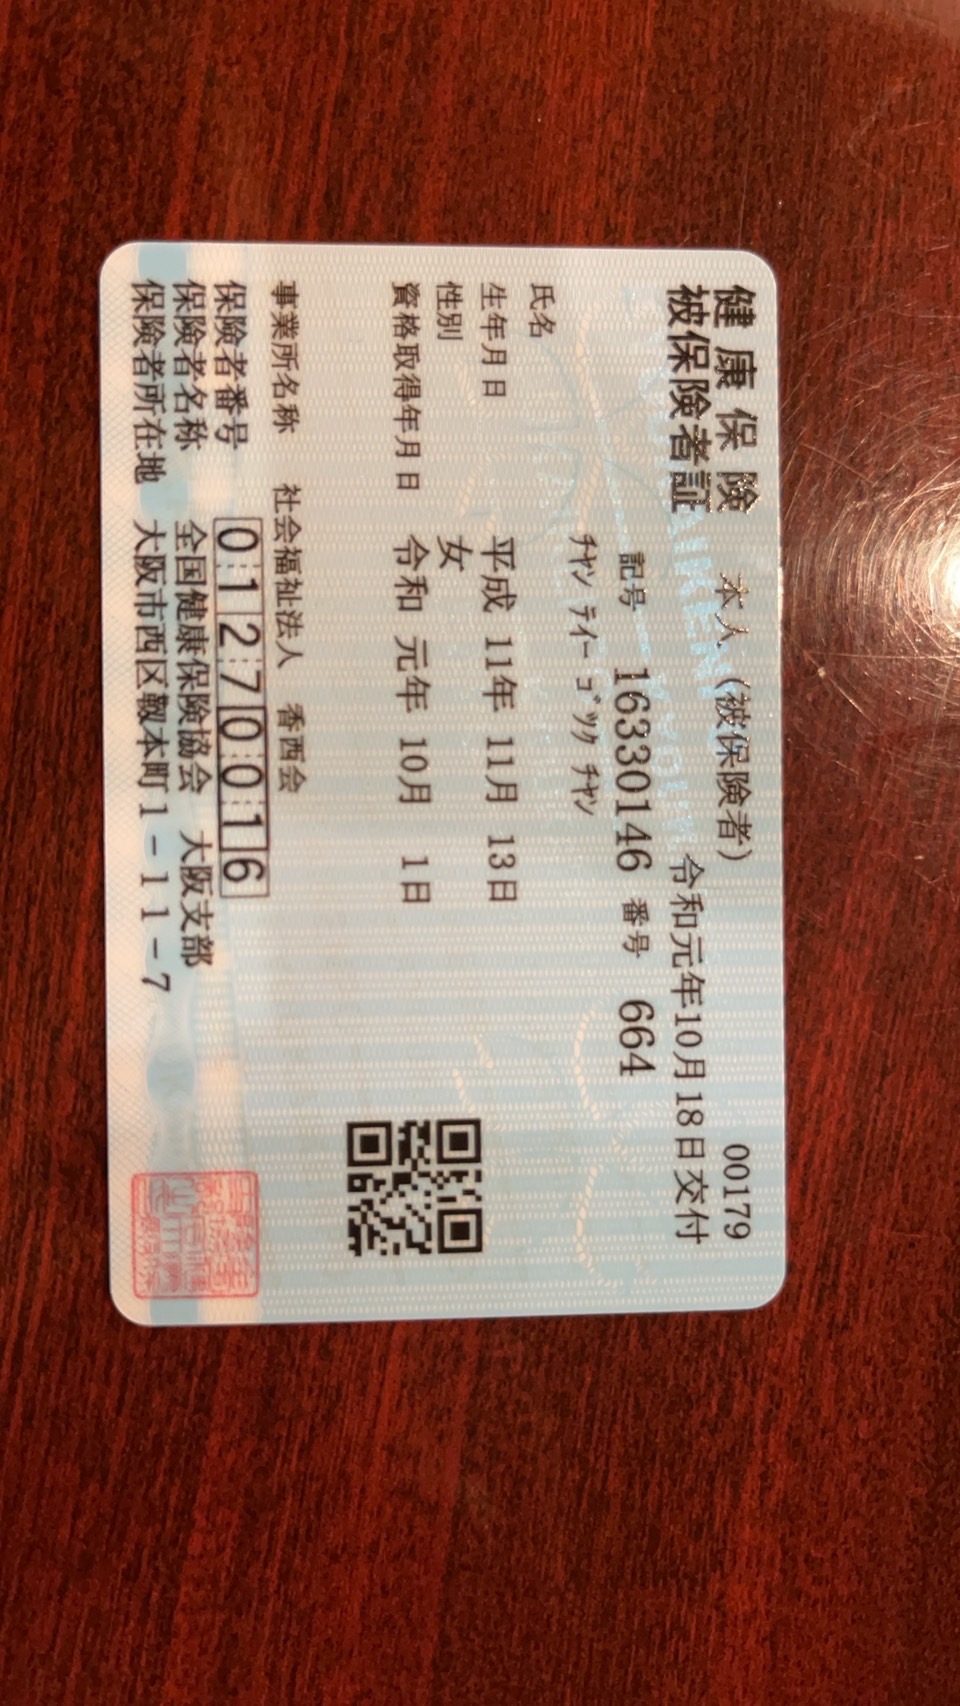 健康保険 本人（被保険者） 00179
被保険者証 令和元年10月18日交付
記号 16330146 番号 664
ﾁﾔﾝ ﾃｲｰ ｺﾞﾂｸ ﾁﾔﾝ
氏名
生年月日 平成 11年 11月 13日
性別 女
資格取得年月日 令和 元年 10月 1日
事業所名称 社会福祉法人 香西会
保険者番号 01270016
保険者名称 全国健康保険協会 大阪支部
保険者所在地 大阪市西区靱本町1-11-7